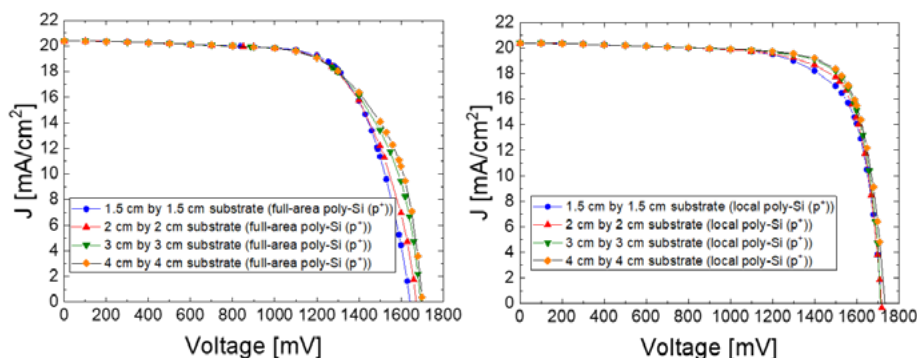 22
20
18
16
14
12
10
8
6
4
2
0
J [mA/cm²]
1.5 cm by 1.5 cm substrate (full-area poly-Si (p⁺))
2 cm by 2 cm substrate (full-area poly-Si (p⁺))
3 cm by 3 cm substrate (full-area poly-Si (p⁺))
4 cm by 4 cm substrate (full-area poly-Si (p⁺))
0 200 400 600 800 1000 1200 1400 1600 1800
Voltage [mV]
22
20
18
16
14
12
10
8
6
4
2
0
J [mA/cm²]
1.5 cm by 1.5 cm substrate (local poly-Si (p⁺))
2 cm by 2 cm substrate (local poly-Si (p⁺))
3 cm by 3 cm substrate (local poly-Si (p⁺))
4 cm by 4 cm substrate (local poly-Si (p⁺))
0 200 400 600 800 1000 1200 1400 1600 1800
Voltage [mV]